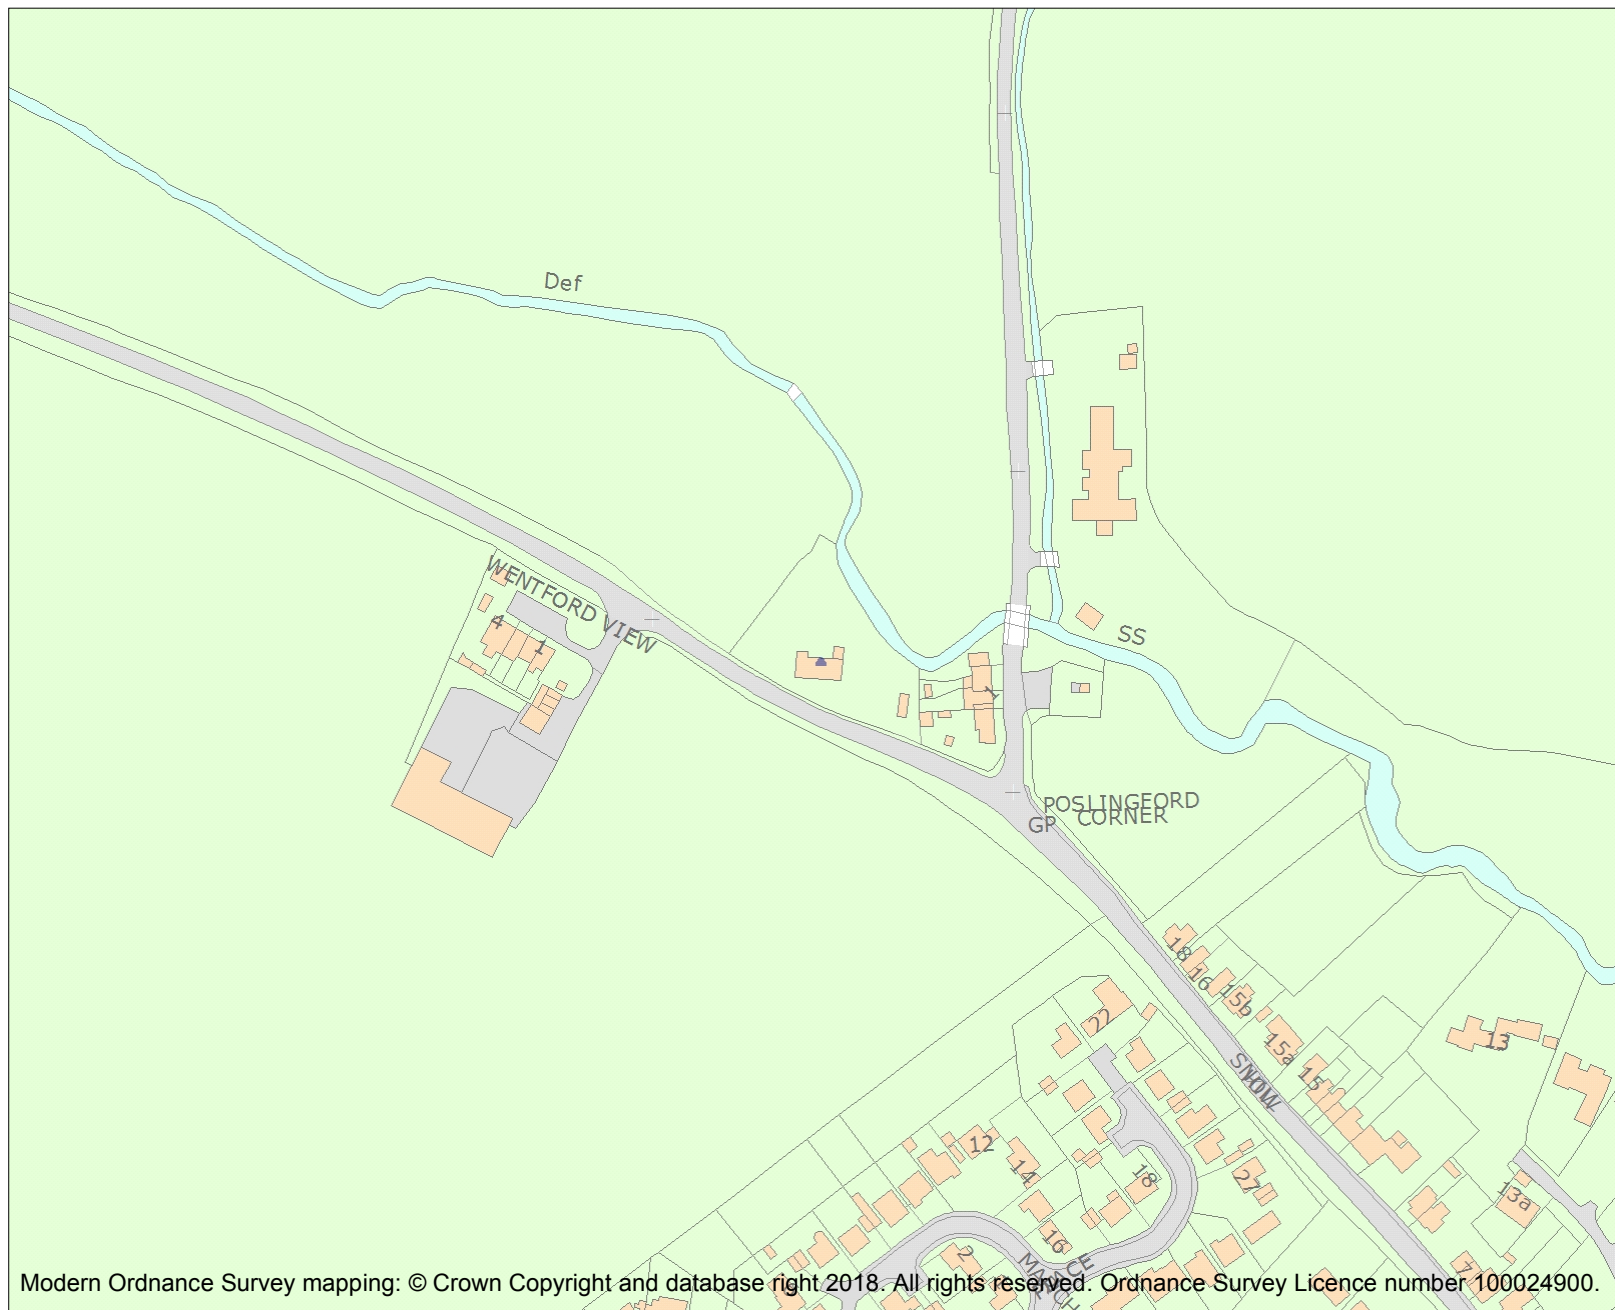 Def
WENTFORD VIEW
4
1
SS
1
POSLINGFORD
CORNER
GP
18
16
15b
22
15a
13
SNOW
HILL
15
12
14
18
27
13a
16
2
7
Modern Ordnance Survey mapping: © Crown Copyright and database right 2018. All rights reserved. Ordnance Survey Licence number 100024900.